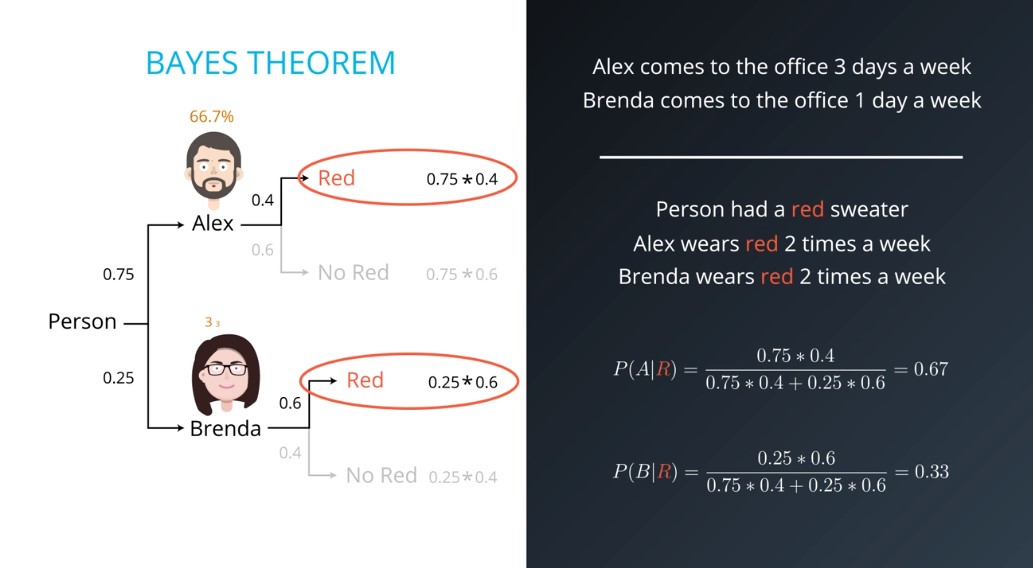 BAYES THEOREM
66.7%
Alex
0.75
Person
0.25
3 3
Brenda
0.4
Red 0.75*0.4
0.6
No Red 0.75*0.6
0.6
Red 0.25*0.6
0.4
No Red 0.25*0.4
Alex comes to the office 3 days a week
Brenda comes to the office 1 day a week
Person had a red sweater
Alex wears red 2 times a week
Brenda wears red 2 times a week
P(A|R) = 0.75 * 0.4 / 0.75 * 0.4 + 0.25 * 0.6 = 0.67
P(B|R) = 0.25 * 0.6 / 0.75 * 0.4 + 0.25 * 0.6 = 0.33